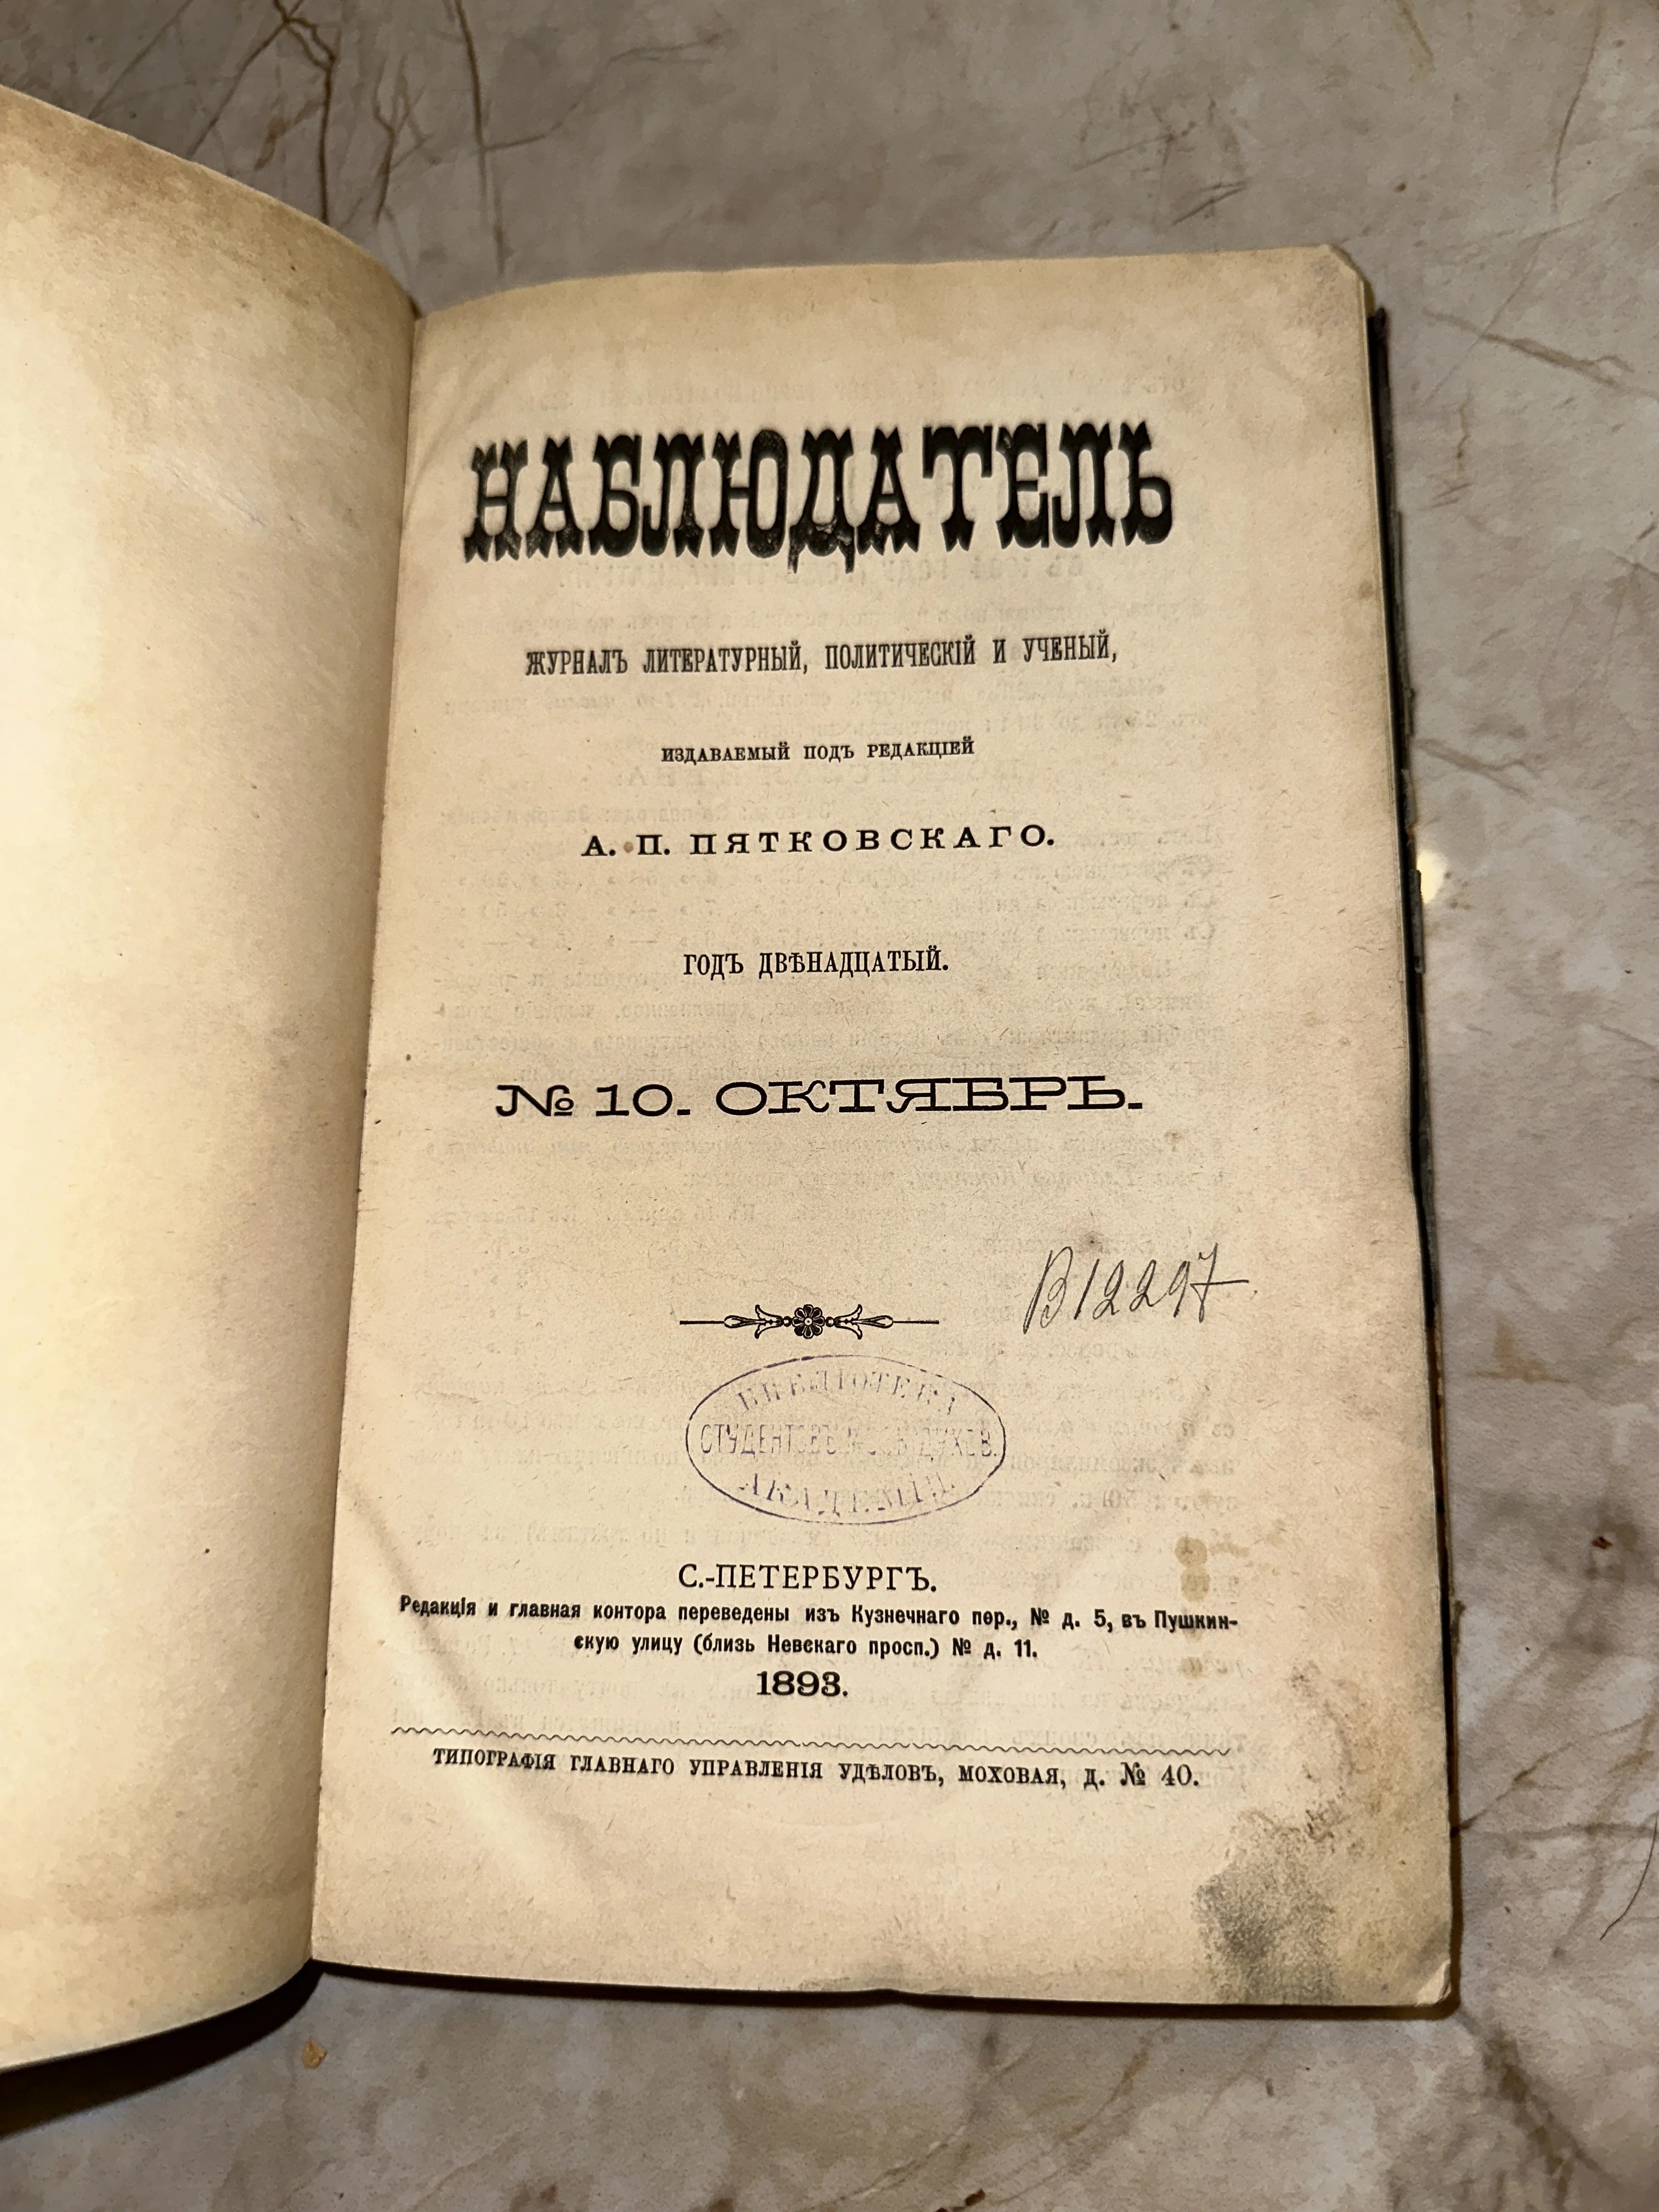 НАБЛЮДАТЕЛЬ
ЖУРНАЛЪ ЛИТЕРАТУРНЫЙ, ПОЛИТИЧЕСКІЙ И УЧЕНЫЙ,
ИЗДАВАЕМЫЙ ПОДЪ РЕДАКЦІЕЙ
А. П. ПЯТКОВСКАГО.
ГОДЪ ДВѢНАДЦАТЫЙ.
№ 10. ОКТЯБРЬ.
В12297
БИБЛІОТЕКА
СТУДЕНТОВЪ ДУХОВ.
АКАДЕМІИ
С.-ПЕТЕРБУРГЪ.
Редакція и главная контора переведены изъ Кузнечнаго пер., № д. 5, въ Пушкин-
скую улицу (близь Невскаго просп.) № д. 11.
1893.
ТИПОГРАФІЯ ГЛАВНАГО УПРАВЛЕНІЯ УДѢЛОВЪ, МОХОВАЯ, Д. № 40.